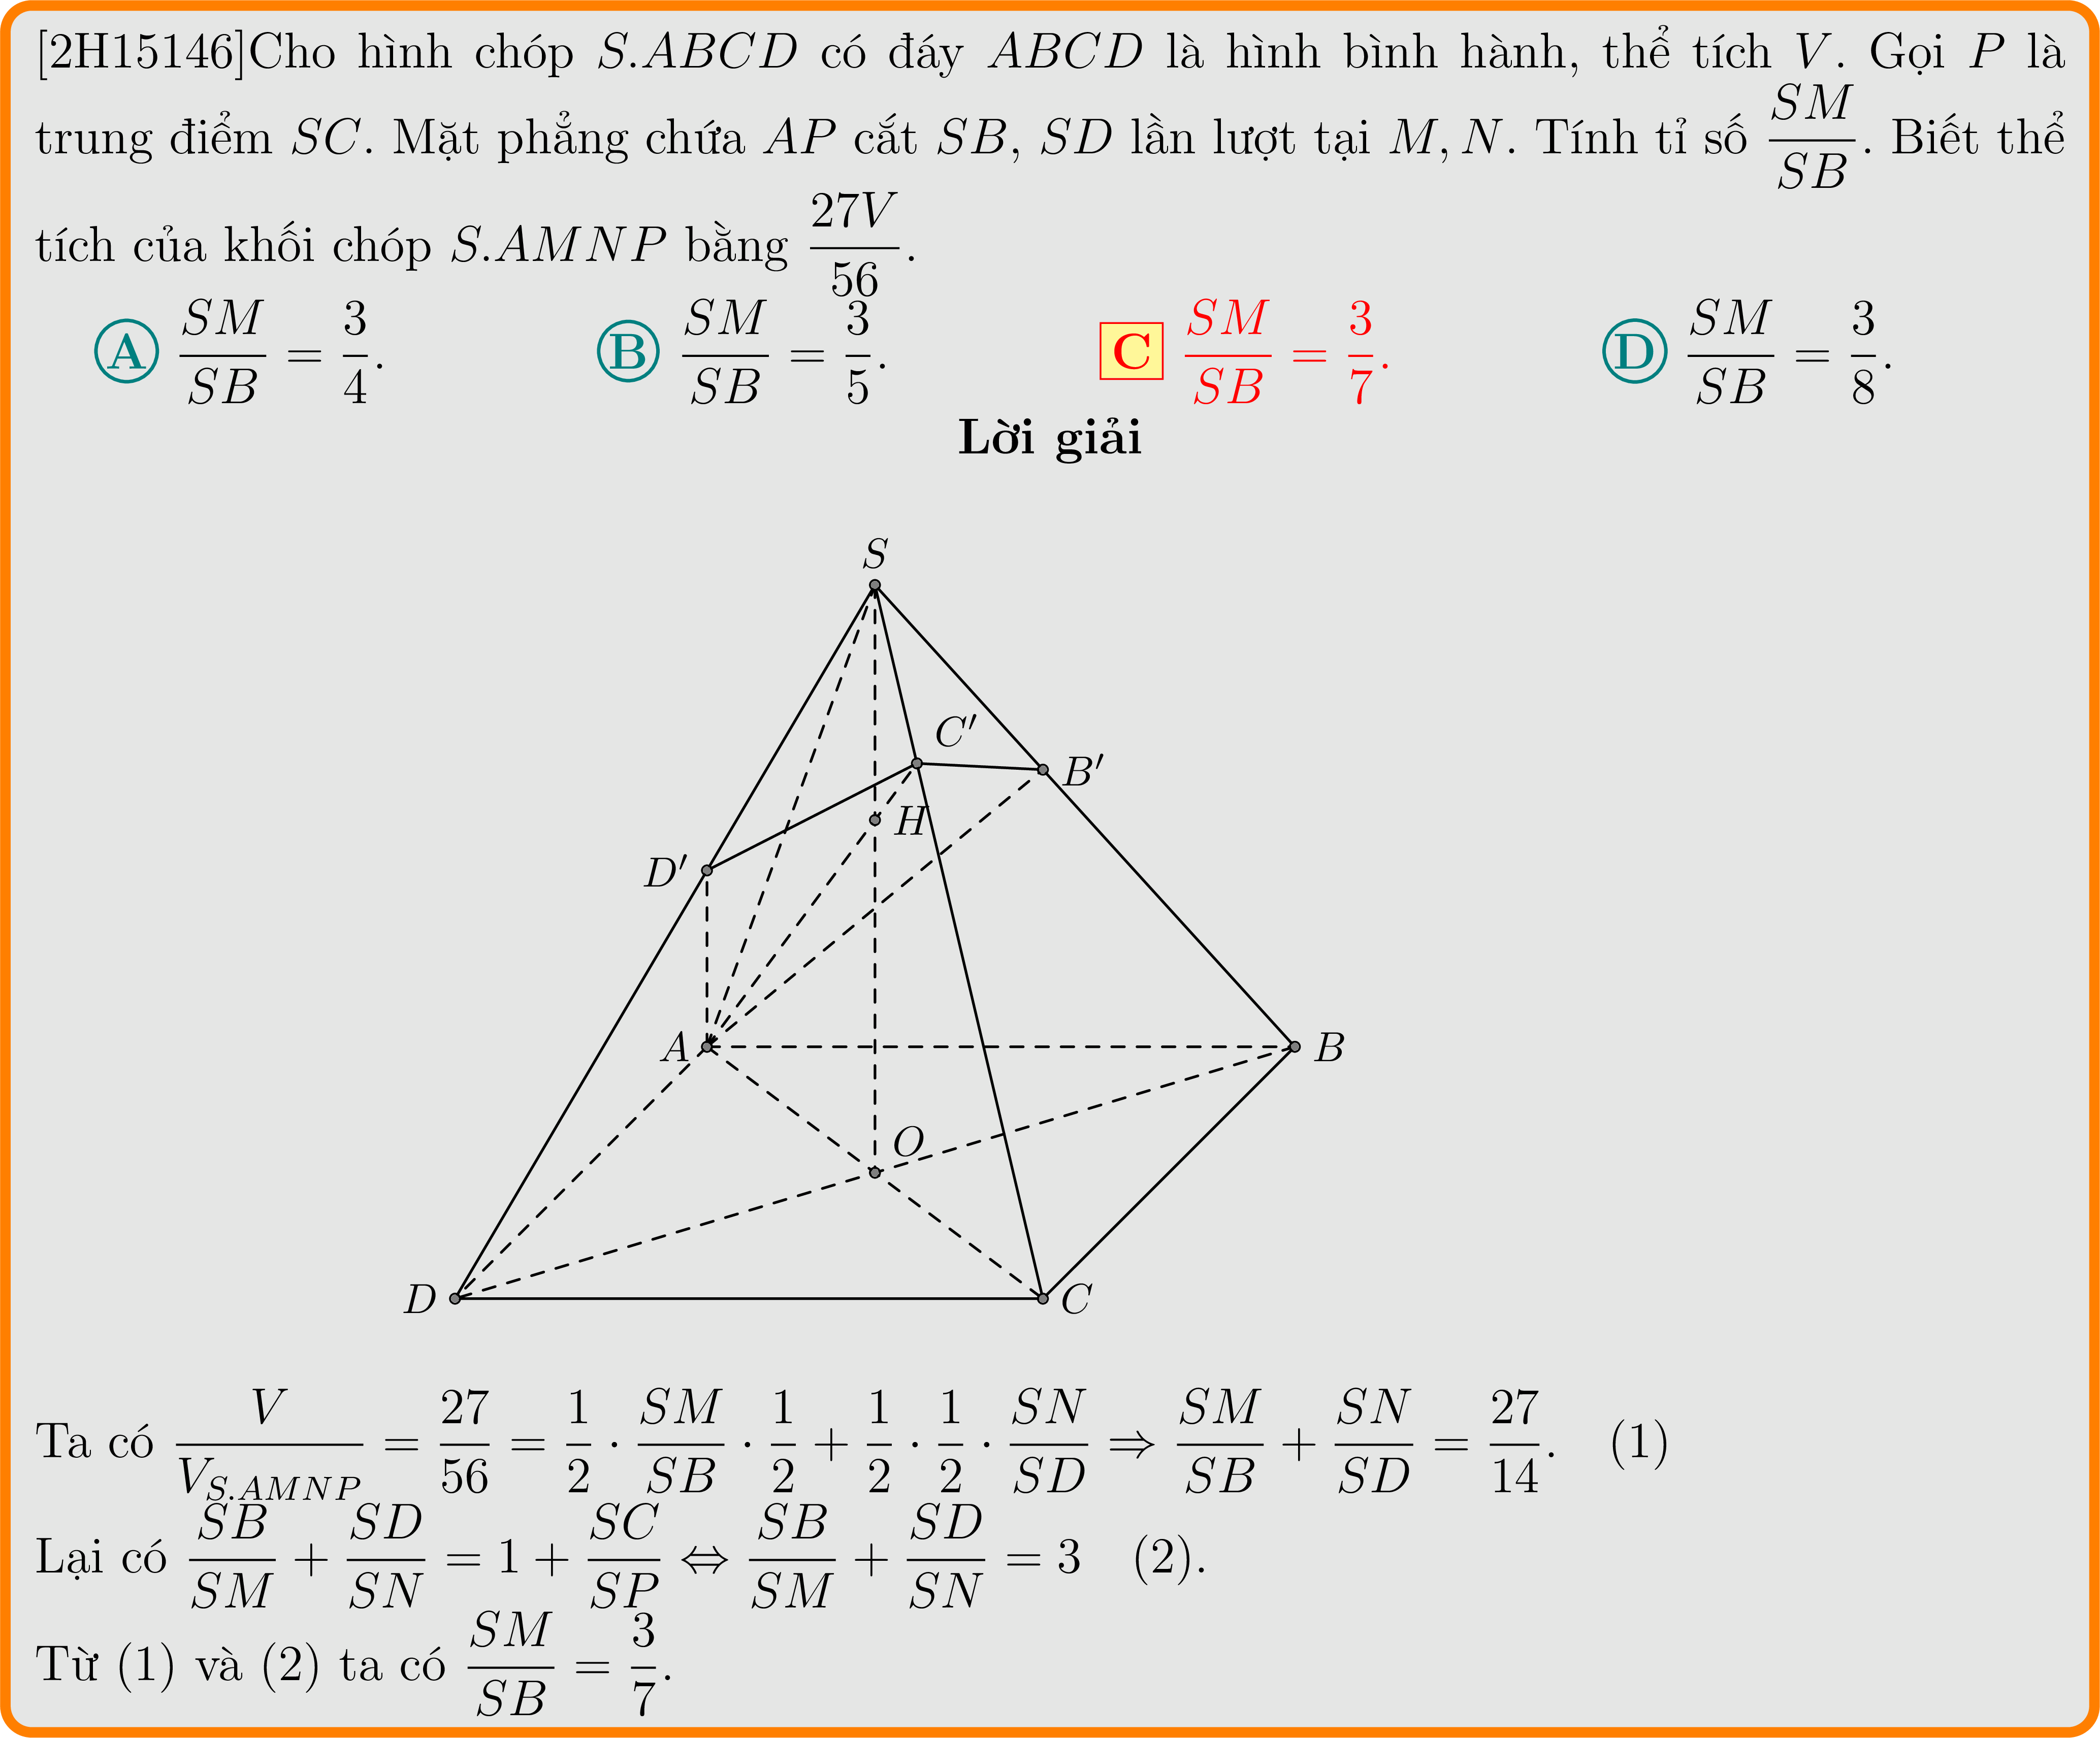 [2H15146]Cho hình chóp S.ABCD có đáy ABCD là hình bình hành, thể tích V. Gọi P là
trung điểm SC. Mặt phẳng chứa AP cắt SB, SD lần lượt tại M, N. Tính tỉ số \frac{SM}{SB}. Biết thể
tích của khối chóp S.AMNP bằng \frac{27V}{56}.
A \frac{SM}{SB} = \frac{3}{4}. B \frac{SM}{SB} = \frac{3}{5}. C \frac{SM}{SB} = \frac{3}{7}. D \frac{SM}{SB} = \frac{3}{8}.
Lời giải
S
C′
B′
H
D′
A
B
O
D
C
Ta có \frac{V}{V_{S.AMNP}} = \frac{27}{56} = \frac{1}{2} · \frac{SM}{SB} · \frac{1}{2} + \frac{1}{2} · \frac{1}{2} · \frac{SN}{SD} ⇒ \frac{SM}{SB} + \frac{SN}{SD} = \frac{27}{14}. (1)
Lại có \frac{SB}{SM} + \frac{SD}{SN} = 1 + \frac{SC}{SP} ⇔ \frac{SB}{SM} + \frac{SD}{SN} = 3 (2).
Từ (1) và (2) ta có \frac{SM}{SB} = \frac{3}{7}.